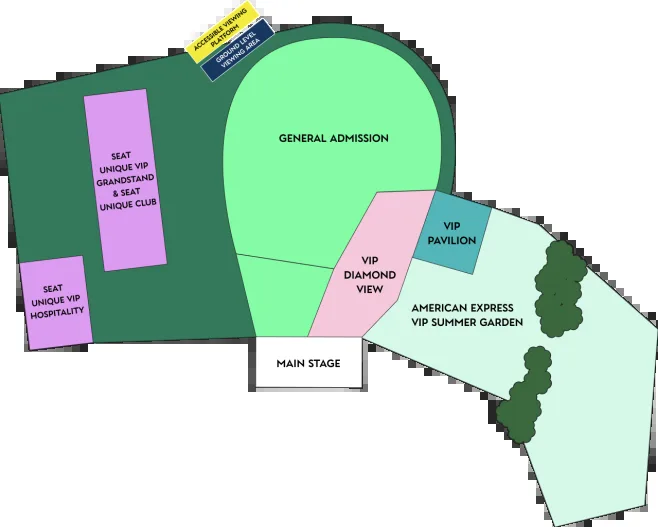 ACCESSIBLE VIEWING
PLATFORM
GROUND LEVEL
VIEWING AREA
GENERAL ADMISSION
SEAT
UNIQUE VIP
GRANDSTAND
& SEAT
UNIQUE CLUB
VIP
PAVILION
VIP
DIAMOND
VIEW
SEAT
UNIQUE VIP
HOSPITALITY
AMERICAN EXPRESS
VIP SUMMER GARDEN
MAIN STAGE